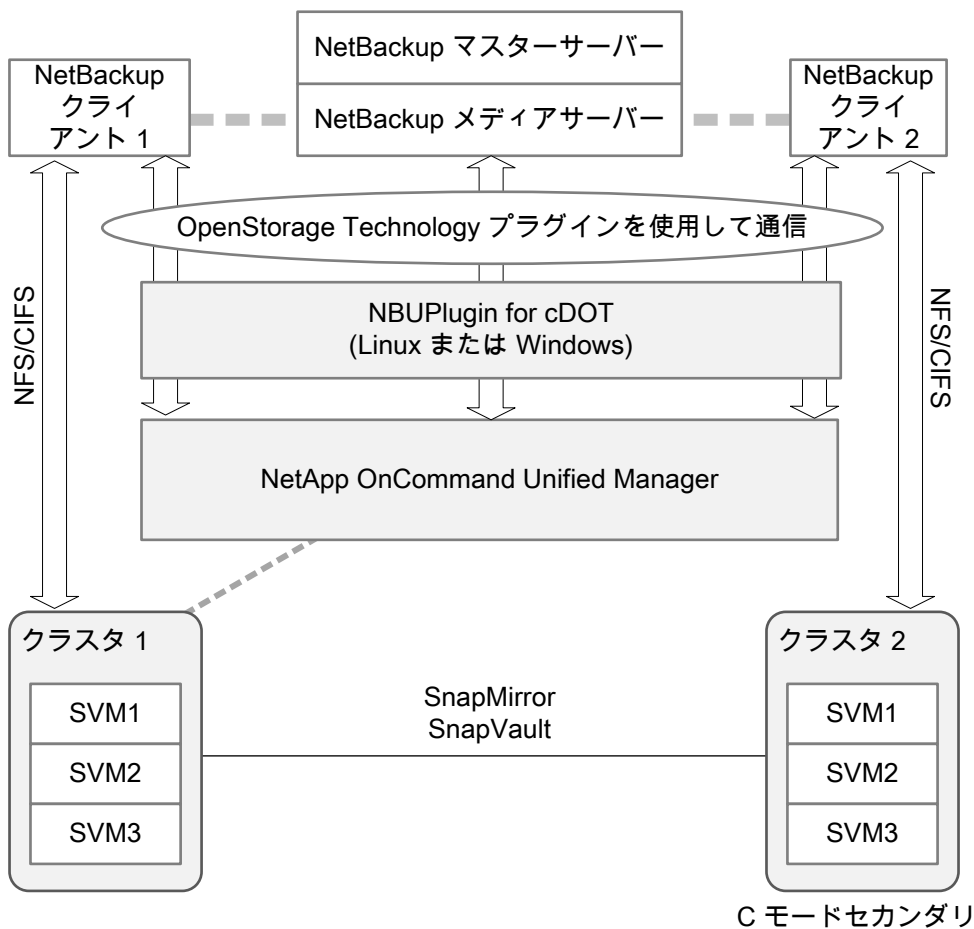 NetBackup マスターサーバー
NetBackup メディアサーバー
NetBackup
クライ
アント 1
NetBackup
クライ
アント 2
OpenStorage Technology プラグインを使用して通信
NBUPlugin for cDOT
(Linux または Windows)
NFS/CIFS
NFS/CIFS
NetApp OnCommand Unified Manager
クラスタ 1
SVM1
SVM2
SVM3
SnapMirror
SnapVault
クラスタ 2
SVM1
SVM2
SVM3
C モードセカンダリ